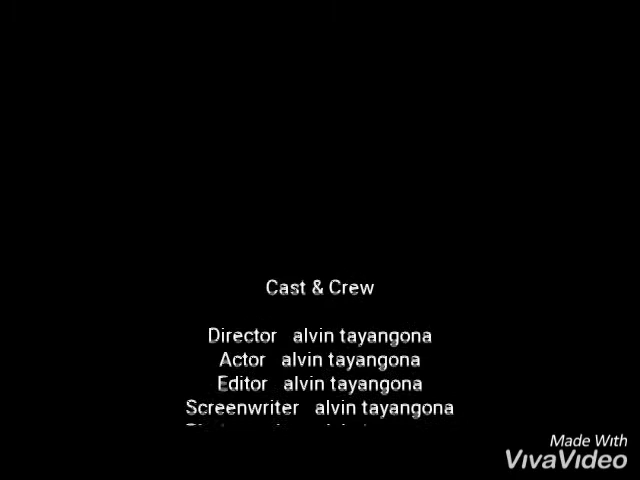 Cast & Crew
Director alvin tayangona
Actor alvin tayangona
Editor alvin tayangona
Screenwriter alvin tayangona
Made With
VivaVideo